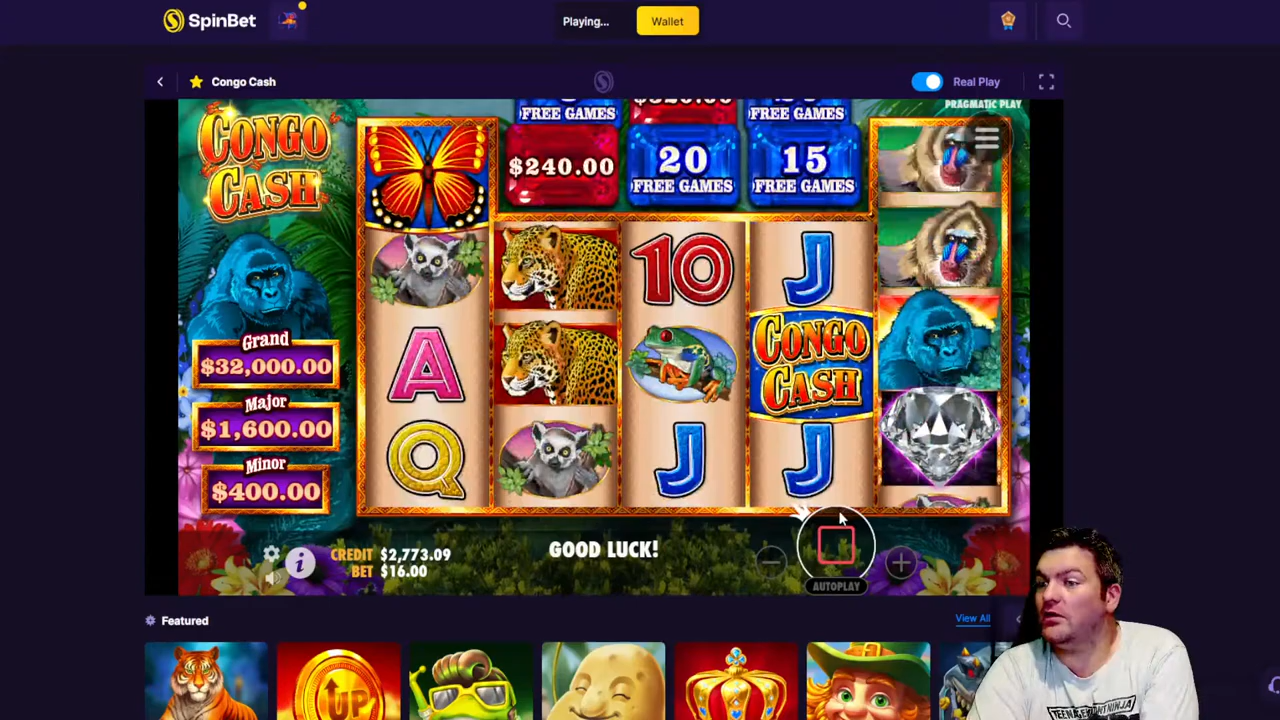 SpinBet
Playing...
Wallet
Congo Cash
Real Play
PRAGMATIC PLAY
CONGO
CASH
FREE GAMES
FREE GAMES
$240.00
20
FREE GAMES
15
FREE GAMES
10
J
A
CONGO
CASH
Q
J
J
Grand
$32,000.00
Major
$1,600.00
Minor
$400.00
CREDIT $2,773.09
BET $16.00
GOOD LUCK!
AUTOPLAY
Featured
View All
UP